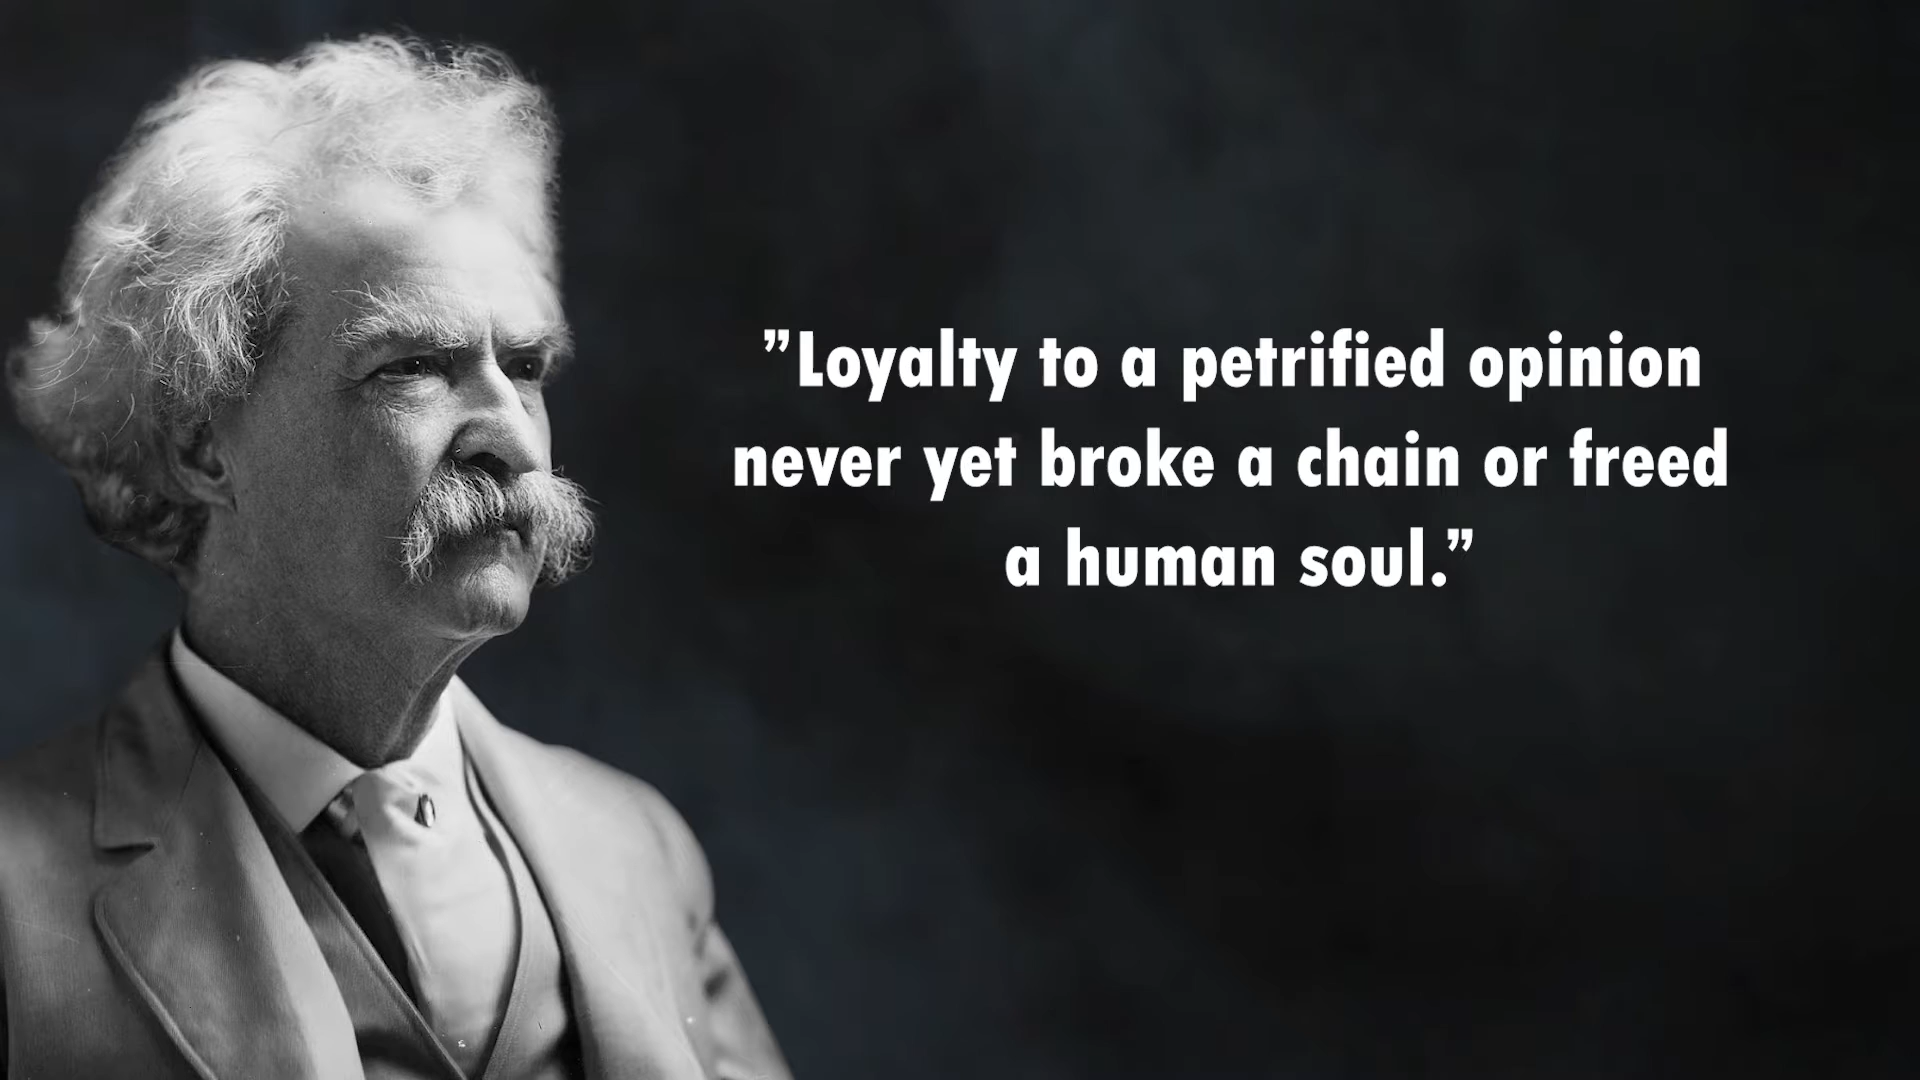 ”Loyalty to a petrified opinion
never yet broke a chain or freed
a human soul.”